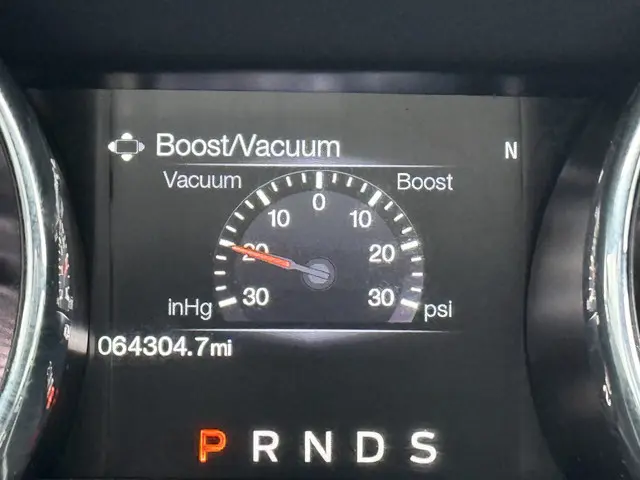 Boost/Vacuum N
Vacuum Boost
0
10 10
20 20
30 30
inHg psi
064304.7mi
P R N D S